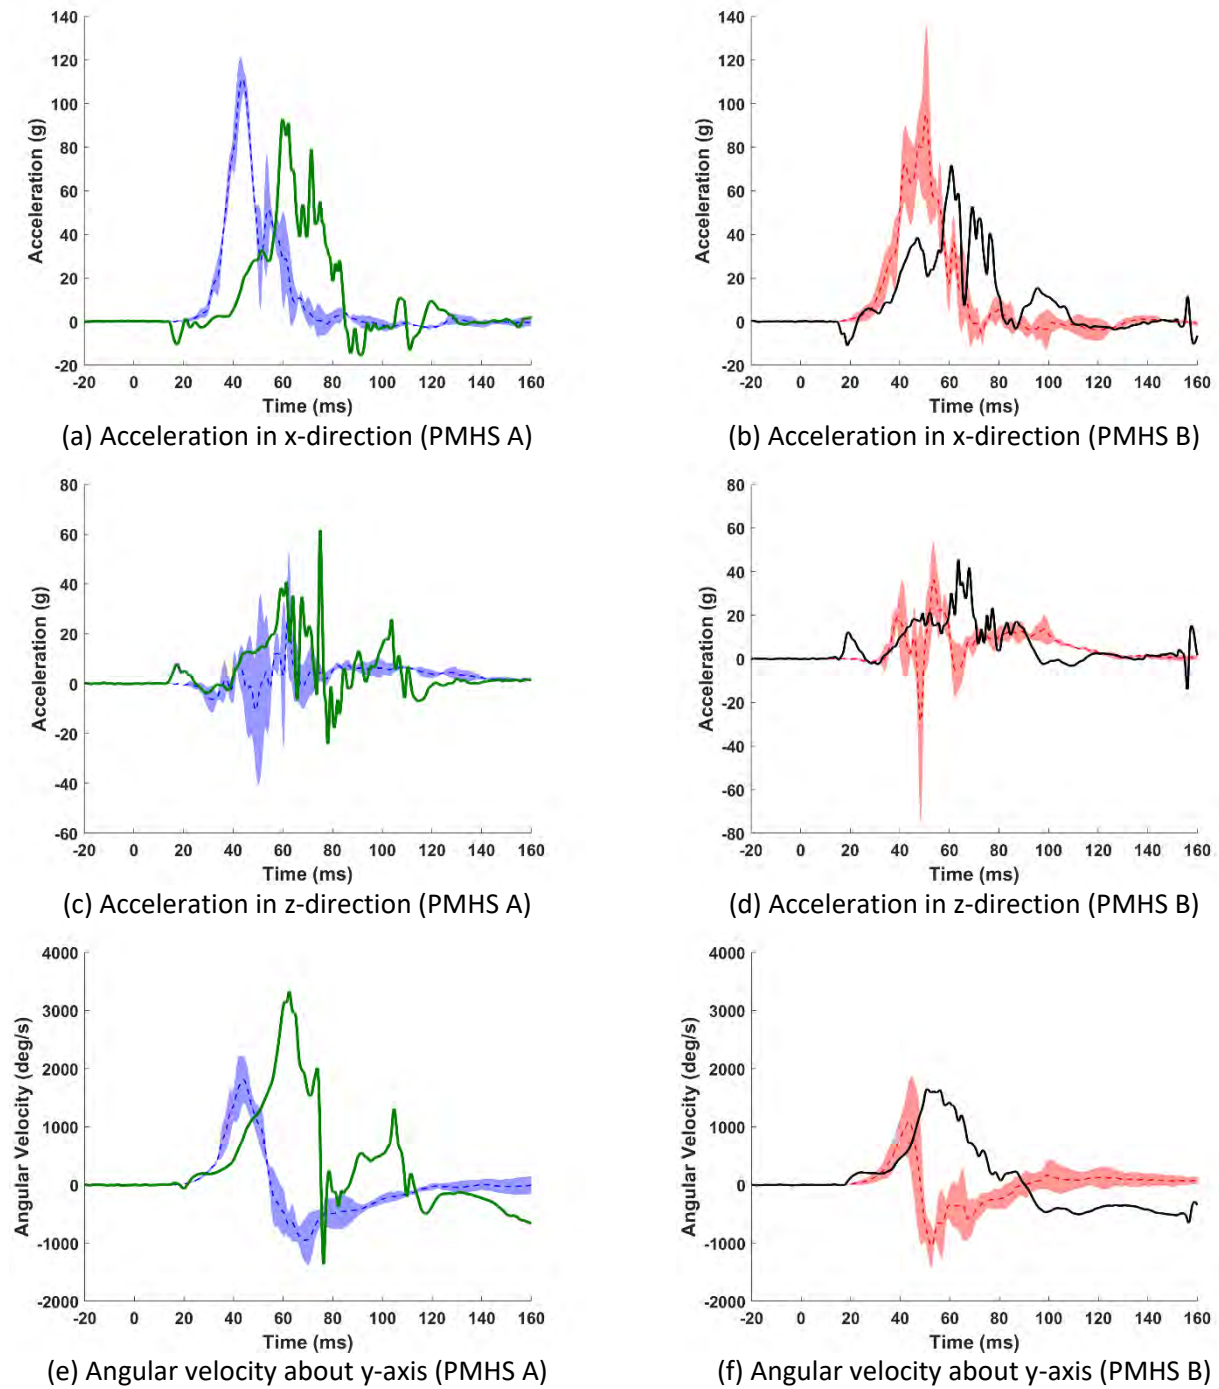 140
120
100
80
60
40
20
0
-20
Acceleration (g)
-20 0 20 40 60 80 100 120 140 160
Time (ms)
(a) Acceleration in x-direction (PMHS A)
140
120
100
80
60
40
20
0
-20
Acceleration (g)
-20 0 20 40 60 80 100 120 140 160
Time (ms)
(b) Acceleration in x-direction (PMHS B)
80
60
40
20
0
-20
-40
-60
Acceleration (g)
-20 0 20 40 60 80 100 120 140 160
Time (ms)
(c) Acceleration in z-direction (PMHS A)
80
60
40
20
0
-20
-40
-60
-80
Acceleration (g)
-20 0 20 40 60 80 100 120 140 160
Time (ms)
(d) Acceleration in z-direction (PMHS B)
4000
3000
2000
1000
0
-1000
-2000
Angular Velocity (deg/s)
-20 0 20 40 60 80 100 120 140 160
Time (ms)
(e) Angular velocity about y-axis (PMHS A)
4000
3000
2000
1000
0
-1000
-2000
Angular Velocity (deg/s)
-20 0 20 40 60 80 100 120 140 160
Time (ms)
(f) Angular velocity about y-axis (PMHS B)